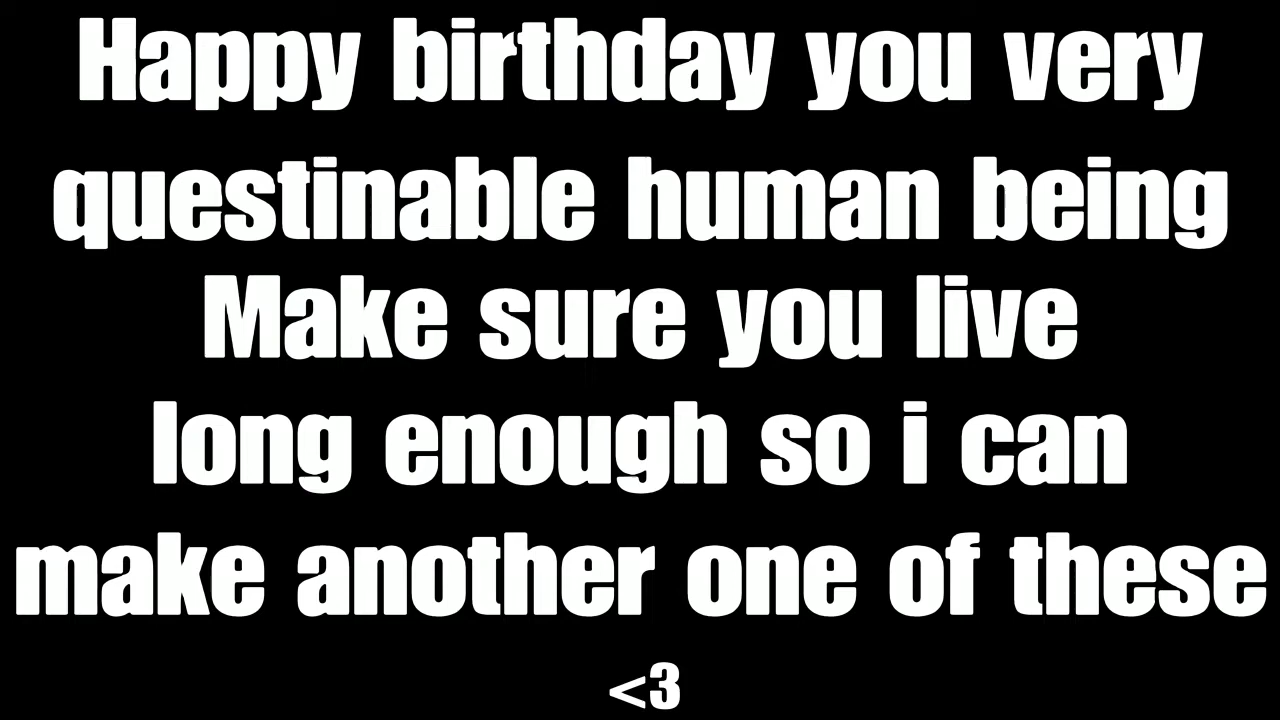 Happy birthday you very
questinable human being
Make sure you live
long enough so i can
make another one of these
<3